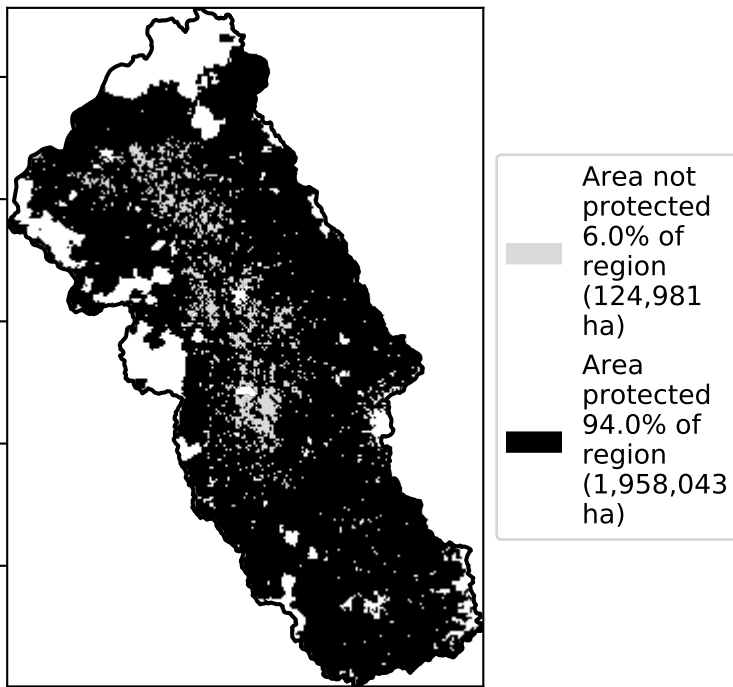 Area not
protected
6.0% of
region
(124,981
ha)
Area
protected
94.0% of
region
(1,958,043
ha)